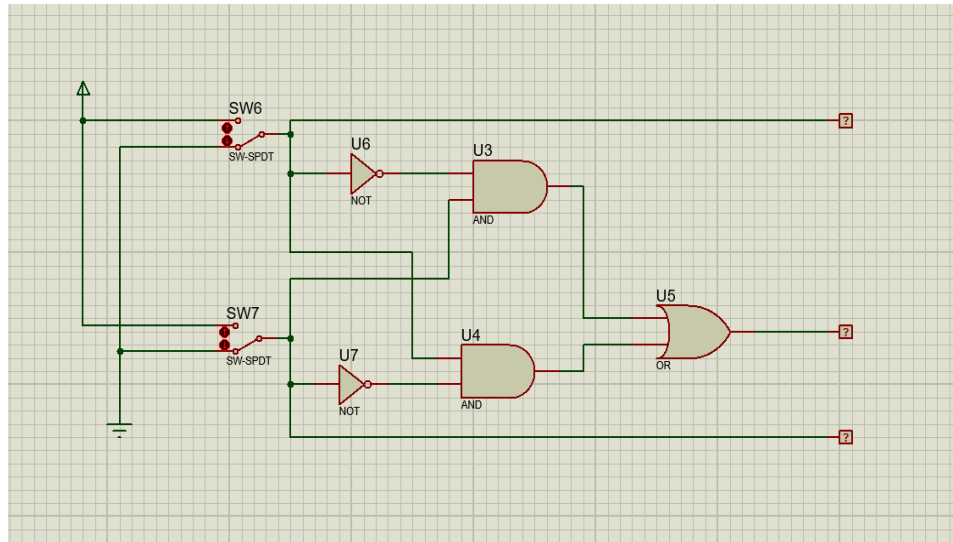 SW6
SW-SPDT
U6
NOT
U3
AND
SW7
SW-SPDT
U7
NOT
U4
AND
U5
OR
?
?
?